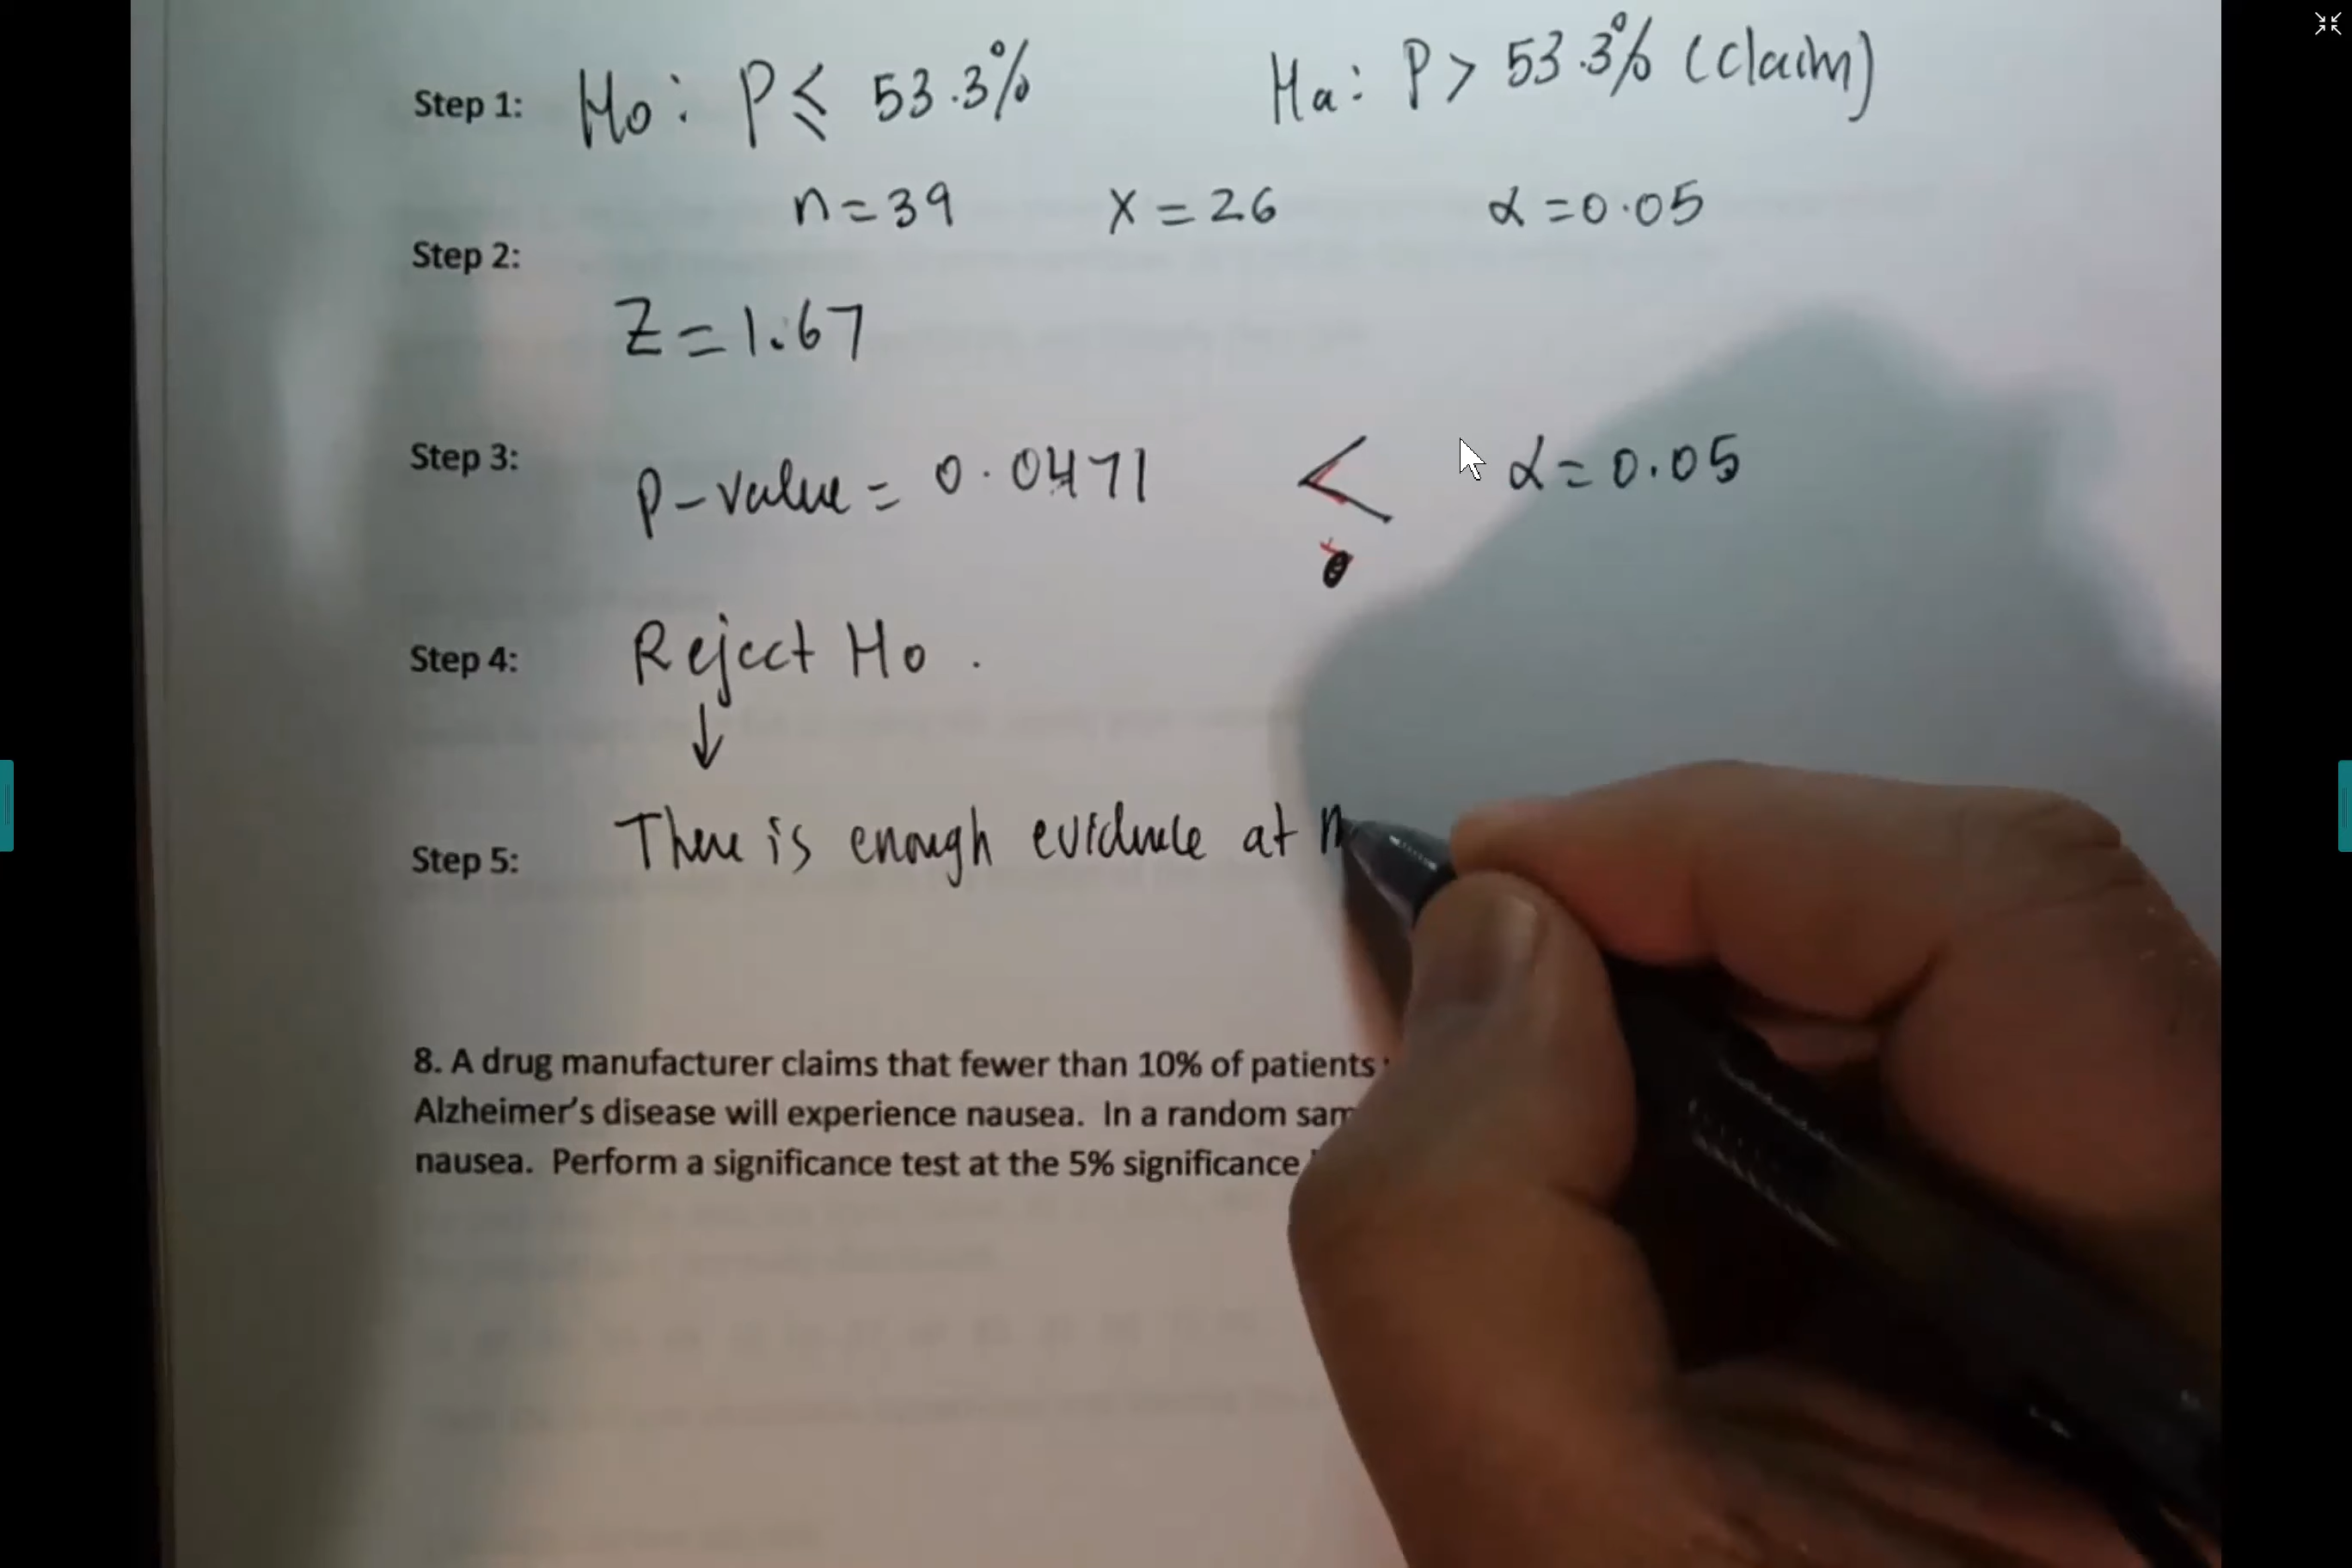 Step 1: Ho: P ≤ 53.3% Ha: P > 53.3% (claim)
n=39 x=26 α=0.05
Step 2:
Z=1.67
Step 3: P-value = 0.0471 < α=0.05
Step 4: Reject Ho.
↓
Step 5: There is enough evidence at
8. A drug manufacturer claims that fewer than 10% of patients
Alzheimer's disease will experience nausea. In a random
nausea. Perform a significance test at the 5% significance